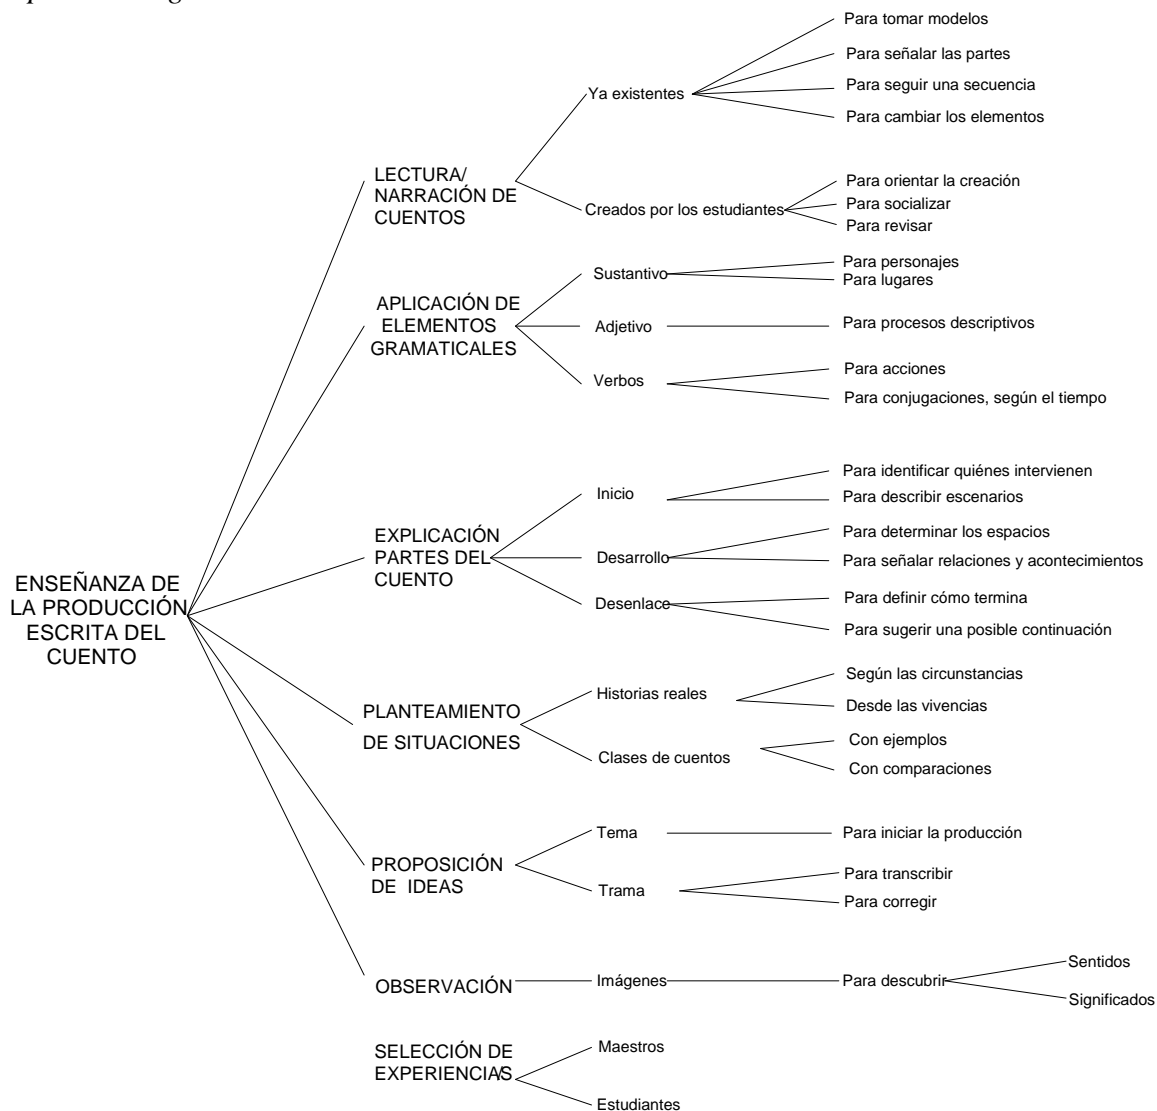 Para tomar modelos
Para señalar las partes
Para seguir una secuencia
Para cambiar los elementos
Ya existentes
LECTURA/
NARRACIÓN DE
CUENTOS
Creados por los estudiantes
Para orientar la creación
Para socializar
Para revisar
APLICACIÓN DE
ELEMENTOS
GRAMATICALES
Sustantivo
Para personajes
Para lugares
Adjetivo
Para procesos descriptivos
Verbos
Para acciones
Para conjugaciones, según el tiempo
ENSEÑANZA DE
LA PRODUCCIÓN
ESCRITA DEL
CUENTO
EXPLICACIÓN
PARTES DEL
CUENTO
Inicio
Para identificar quiénes intervienen
Para describir escenarios
Desarrollo
Para determinar los espacios
Para señalar relaciones y acontecimientos
Desenlace
Para definir cómo termina
Para sugerir una posible continuación
PLANTEAMIENTO
DE SITUACIONES
Historias reales
Según las circunstancias
Desde las vivencias
Clases de cuentos
Con ejemplos
Con comparaciones
PROPOSICIÓN
DE IDEAS
Tema
Para iniciar la producción
Trama
Para transcribir
Para corregir
OBSERVACIÓN
Imágenes
Para descubrir
Sentidos
Significados
SELECCIÓN DE
EXPERIENCIAS
Maestros
Estudiantes